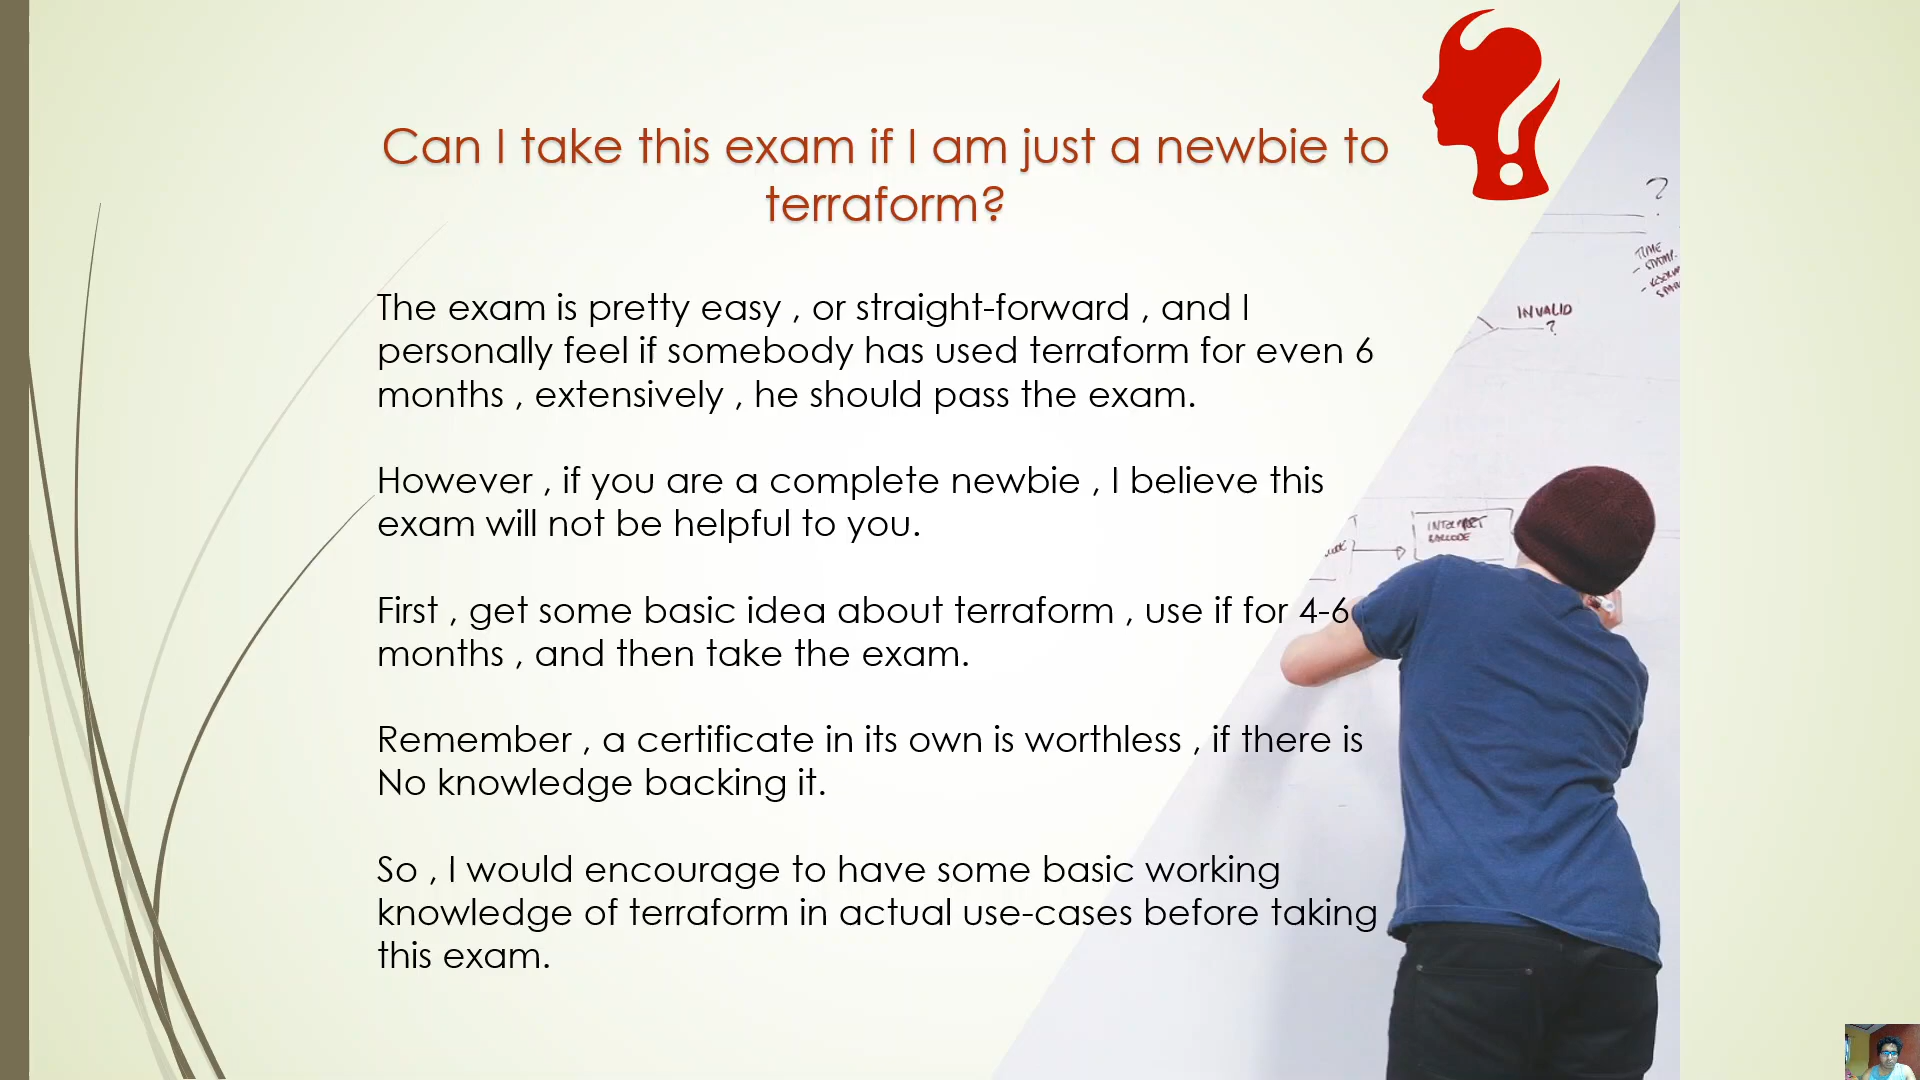 Can I take this exam if I am just a newbie to
terraform?
The exam is pretty easy , or straight-forward , and I
personally feel if somebody has used terraform for even 6
months , extensively , he should pass the exam.
However , if you are a complete newbie , I believe this
exam will not be helpful to you.
First , get some basic idea about terraform , use if for 4-6
months , and then take the exam.
Remember , a certificate in its own is worthless , if there is
No knowledge backing it.
So , I would encourage to have some basic working
knowledge of terraform in actual use-cases before taking
this exam.
?
TIME
INVALID
?
INTERPRET
BARCODE